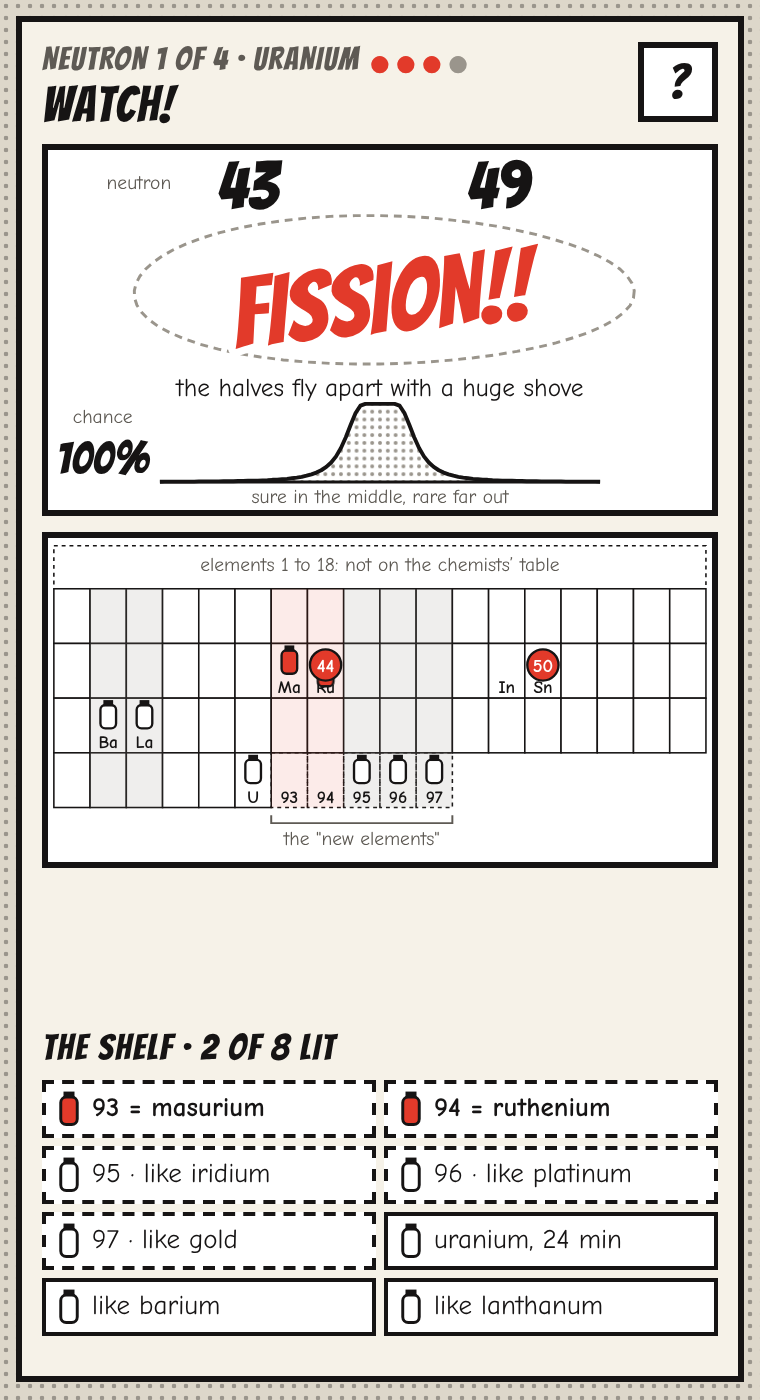 NEUTRON 1 OF 4 · URANIUM
WATCH!
?
neutron
43
49
FISSION!!
the halves fly apart with a huge shove
chance
100%
sure in the middle, rare far out
elements 1 to 18: not on the chemists' table
44
50
Ma
In
Sn
Ba
La
U
93
94
95
96
97
the "new elements"
THE SHELF · 2 OF 8 LIT
93 = masurium
94 = ruthenium
95 · like iridium
96 · like platinum
97 · like gold
uranium, 24 min
like barium
like lanthanum